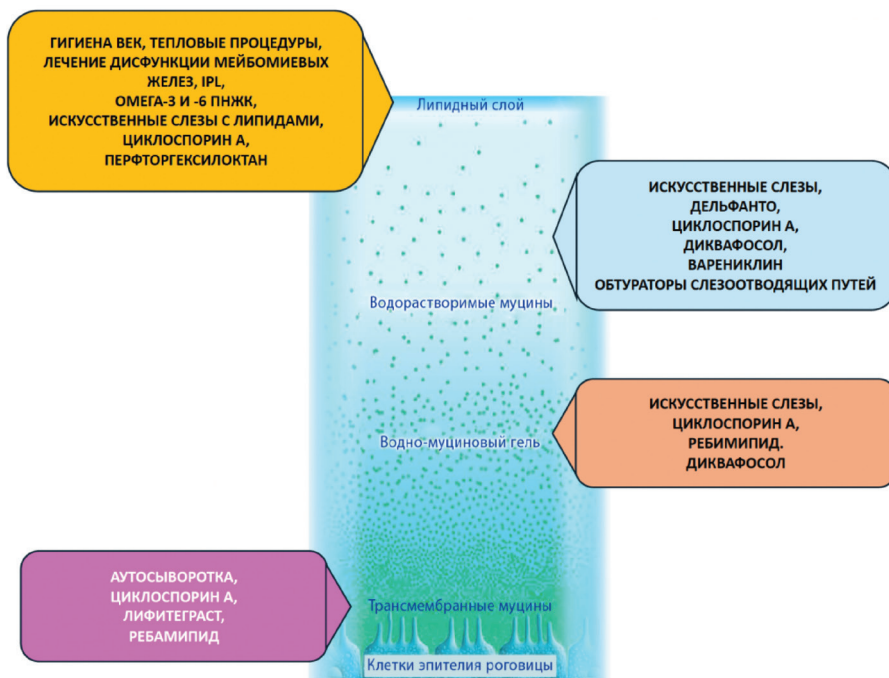 ГИГИЕНА ВЕК, ТЕПЛОВЫЕ ПРОЦЕДУРЫ,
ЛЕЧЕНИЕ ДИСФУНКЦИИ МЕЙБОМИЕВЫХ
ЖЕЛЕЗ, IPL,
ОМЕГА-3 И -6 ПНЖК,
ИСКУССТВЕННЫЕ СЛЕЗЫ С ЛИПИДАМИ,
ЦИКЛОСПОРИН А,
ПЕРФТОРГЕКСИЛОКТАН
Липидный слой
ИСКУССТВЕННЫЕ СЛЕЗЫ,
ДЕЛЬФАНТО,
ЦИКЛОСПОРИН А,
ДИКВАФОСОЛ,
ВАРЕНИКЛИН
ОБТУРАТОРЫ СЛЕЗООТВОДЯЩИХ ПУТЕЙ
Водорастворимые муцины
ИСКУССТВЕННЫЕ СЛЕЗЫ,
ЦИКЛОСПОРИН А,
РЕБИМИПИД.
ДИКВАФОСОЛ
Водно-муциновый гель
АУТОСЫВОРОТКА,
ЦИКЛОСПОРИН А,
ЛИФИТЕГРАСТ,
РЕБАМИПИД
Трансмембранные муцины
Клетки эпителия роговицы